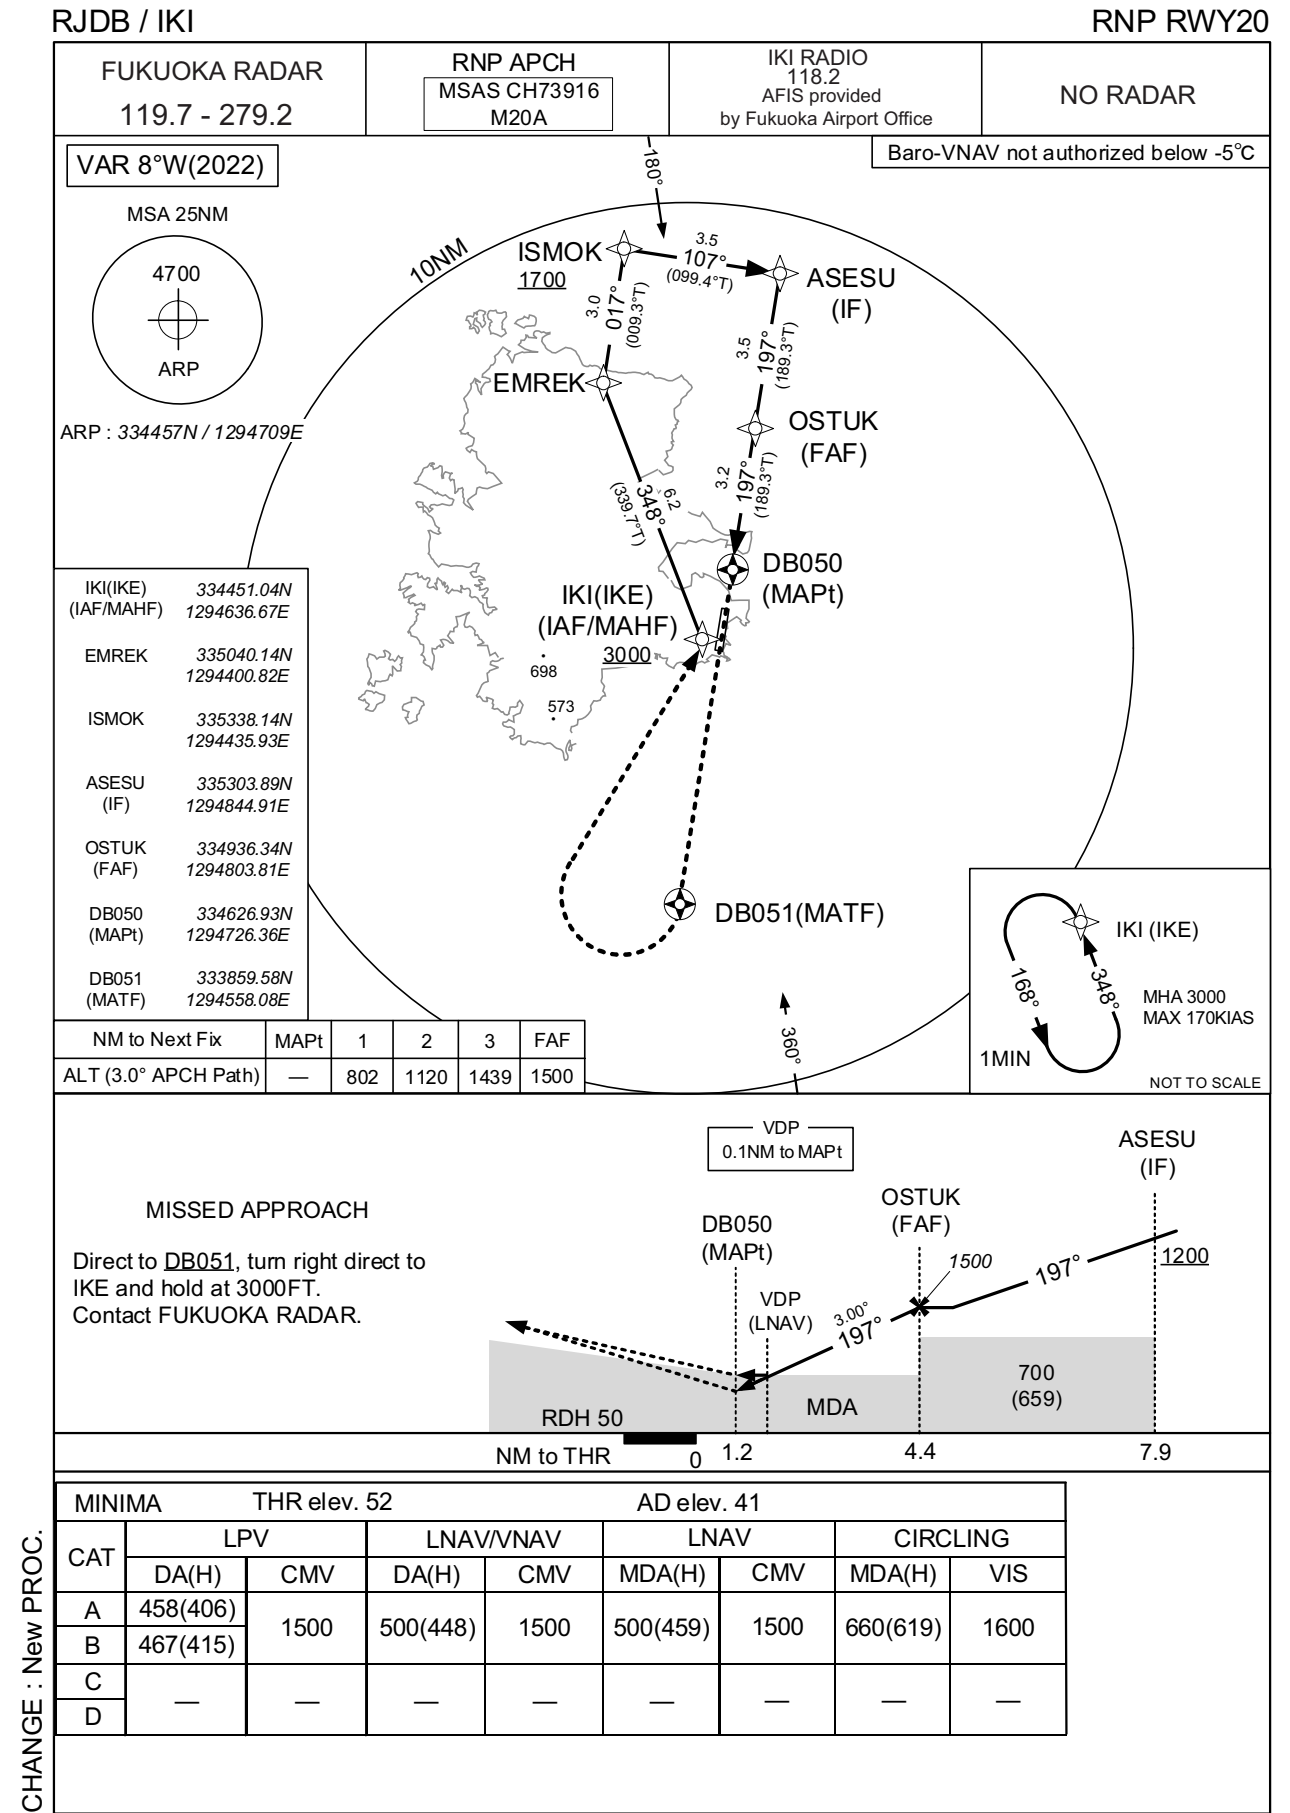 RJDB / IKI
RNP RWY20
FUKUOKA RADAR
119.7 - 279.2
RNP APCH
MSAS CH73916
M20A
IKI RADIO
118.2
AFIS provided
by Fukuoka Airport Office
NO RADAR
VAR 8°W(2022)
Baro-VNAV not authorized below -5℃
MSA 25NM
4700
ARP
ARP : 334457N / 1294709E
10NM
180°
ISMOK
1700
3.5
107°
(099.4°T)
ASESU
(IF)
3.0
017°
(009.3°T)
3.5
197°
(189.3°T)
EMREK
OSTUK
(FAF)
3.2
197°
(189.3°T)
6.2
348°
(339.7°T)
DB050
(MAPt)
IKI(IKE)
(IAF/MAHF)
3000
698
573
DB051(MATF)
360°
IKI(IKE)
(IAF/MAHF)
334451.04N
1294636.67E
EMREK
335040.14N
1294400.82E
ISMOK
335338.14N
1294435.93E
ASESU
(IF)
335303.89N
1294844.91E
OSTUK
(FAF)
334936.34N
1294803.81E
DB050
(MAPt)
334626.93N
1294726.36E
DB051
(MATF)
333859.58N
1294558.08E
NM to Next Fix MAPt 1 2 3 FAF
ALT (3.0° APCH Path) — 802 1120 1439 1500
IKI (IKE)
168°
348°
MHA 3000
MAX 170KIAS
1MIN
NOT TO SCALE
VDP
0.1NM to MAPt
MISSED APPROACH
Direct to DB051, turn right direct to
IKE and hold at 3000FT.
Contact FUKUOKA RADAR.
ASESU
(IF)
OSTUK
(FAF)
DB050
(MAPt)
1500
197°
1200
VDP
(LNAV)
3.00°
197°
700
(659)
MDA
RDH 50
NM to THR 0 1.2 4.4 7.9
MINIMA THR elev. 52 AD elev. 41
CAT LPV LNAV/VNAV LNAV CIRCLING
DA(H) CMV DA(H) CMV MDA(H) CMV MDA(H) VIS
A 458(406) 1500 500(448) 1500 500(459) 1500 660(619) 1600
B 467(415)
C — — — — — — — —
D
CHANGE : New PROC.